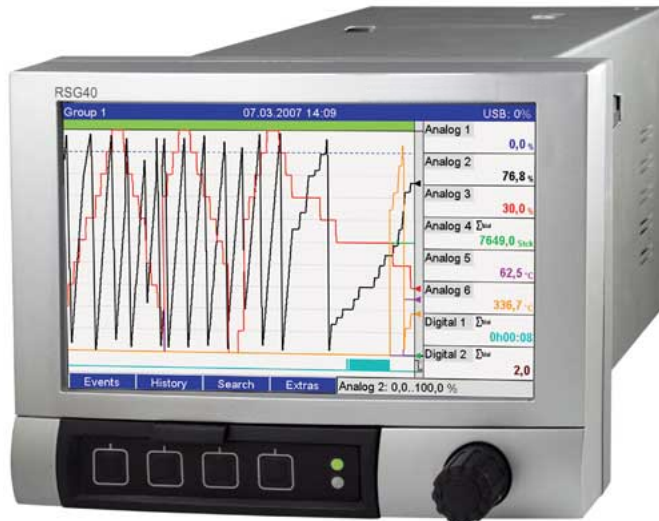 RSG40
Group 1 07.03.2007 14:09 USB: 0%
Analog 1
0,0 %
Analog 2
76,8 %
Analog 3
30,0 %
Analog 4
7649,0 Stck
Analog 5
62,5 °C
Analog 6
336,7 °C
Digital 1
0h00:08
Digital 2
2,0
Events History Search Extras Analog 2: 0,0..100,0 %